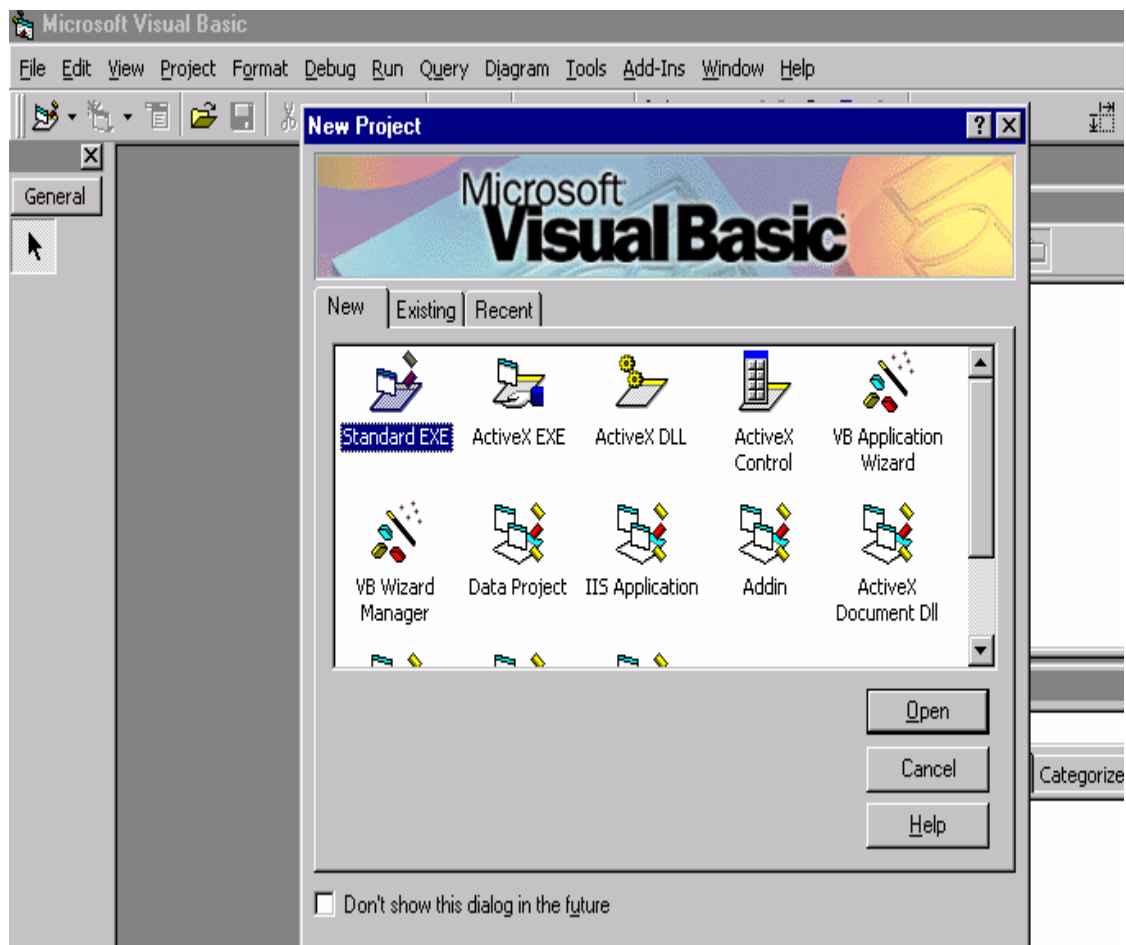 Microsoft Visual Basic
File Edit View Project Format Debug Run Query Diagram Tools Add-Ins Window Help
New Project
General
Microsoft
Visual Basic
New Existing Recent
Standard EXE ActiveX EXE ActiveX DLL ActiveX Control VB Application Wizard
VB Wizard Manager Data Project IIS Application Addin ActiveX Document Dll
Open
Cancel
Categorize
Help
Don't show this dialog in the future